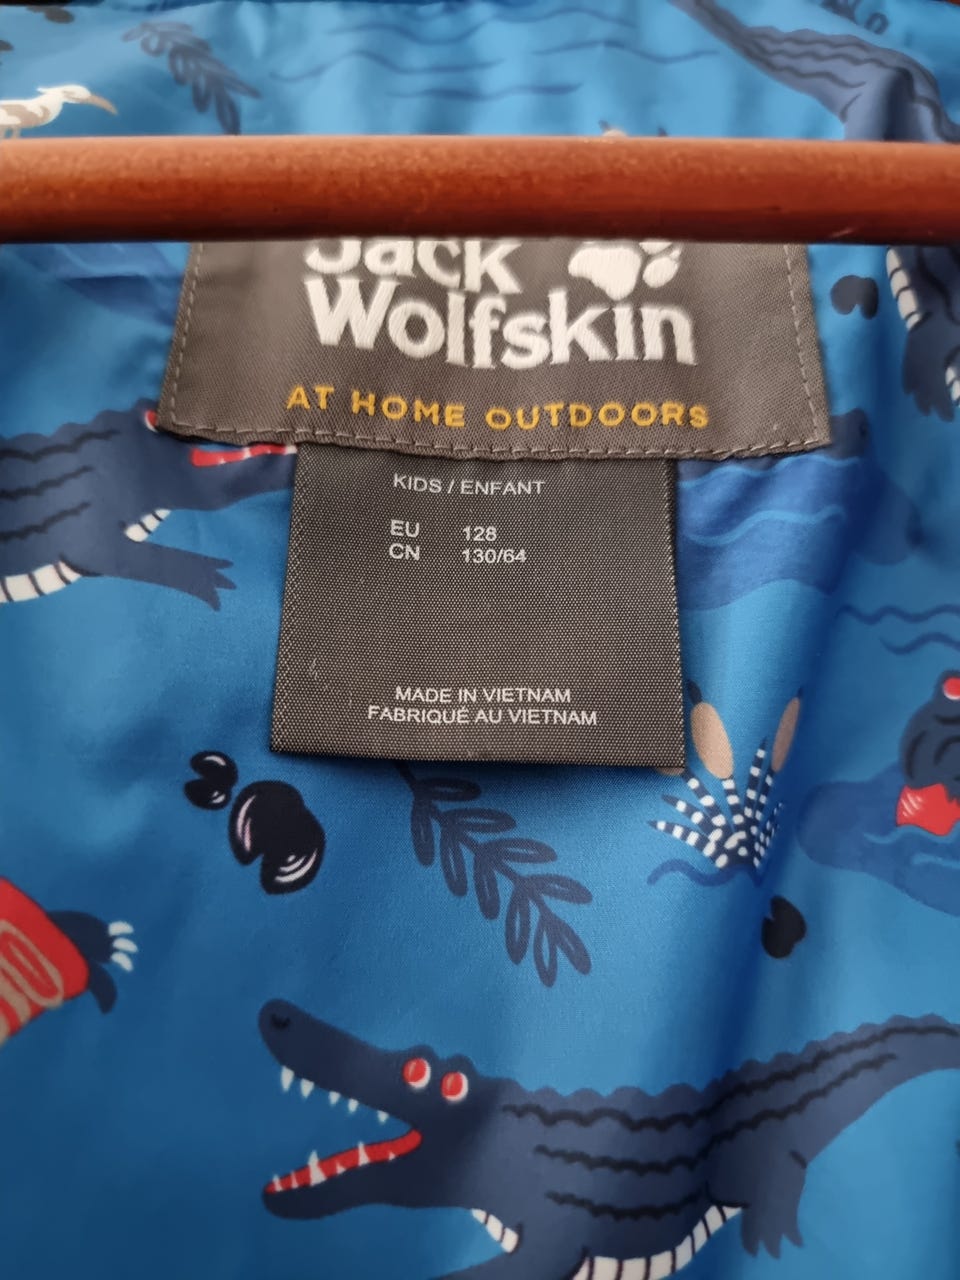 Jack
Wolfskin
AT HOME OUTDOORS
KIDS / ENFANT
EU 128
CN 130/64
MADE IN VIETNAM
FABRIQUÉ AU VIETNAM